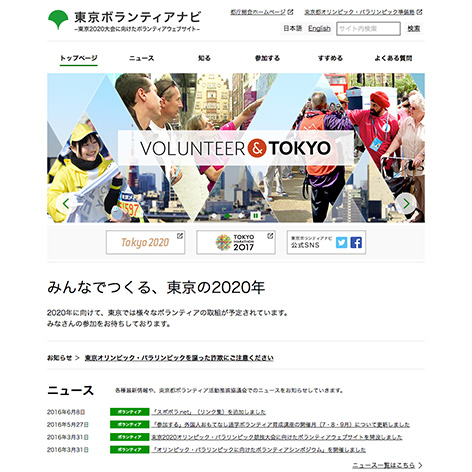 東京ボランティアナビ
−東京2020大会に向けたボランティアウェブサイト−
都庁総合ホームページ
東京都オリンピック・パラリンピック準備局
日本語 English サイト内検索 検索
トップページ ニュース 知る 参加する すすめる よくある質問
VOLUNTEER & TOKYO
Tokyo 2020
TOKYO MARATHON 2017
東京ボランティアナビ
公式SNS
みんなでつくる、東京の2020年
2020年に向けて、東京では様々なボランティアの取組が予定されています。
みなさんの参加をお待ちしております。
お知らせ > 東京オリンピック・パラリンピックを謳った詐欺にご注意ください
ニュース 各種最新情報や、東京都ボランティア活動推進協議会でのニュースをお知らせしていきます。
2016年6月8日 ボランティア 「スポボラ.net」（リンク集）を追加しました
2016年5月27日 ボランティア 「参加する」外国人おもてなし語学ボランティア育成講座の開催月（7・8・9月）について更新しました
2016年3月31日 ボランティア 東京2020オリンピック・パラリンピック競技大会に向けたボランティアウェブサイトを開設しました
2016年3月31日 ボランティア 「オリンピック・パラリンピックに向けたボランティアシンポジウム」を開催しました
ニュース一覧はこちら